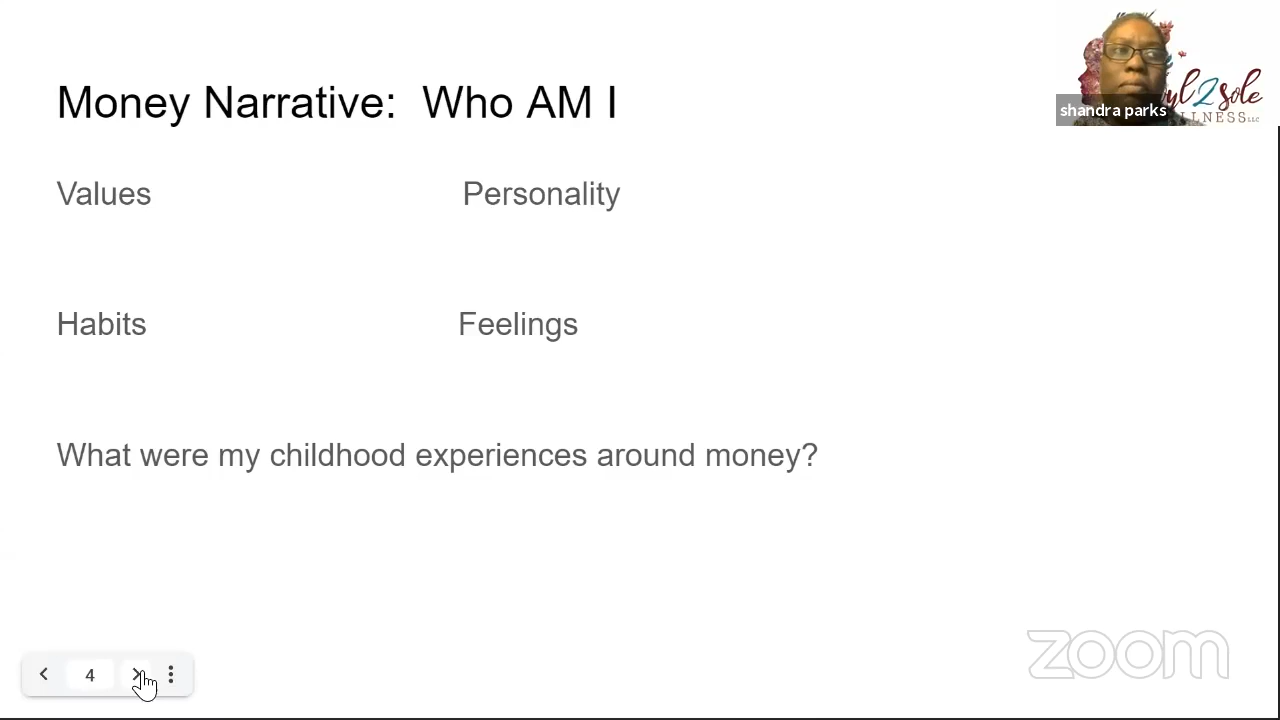 Money Narrative:  Who AM I
shandra parks
Values Personality
Habits Feelings
What were my childhood experiences around money?
4
zoom